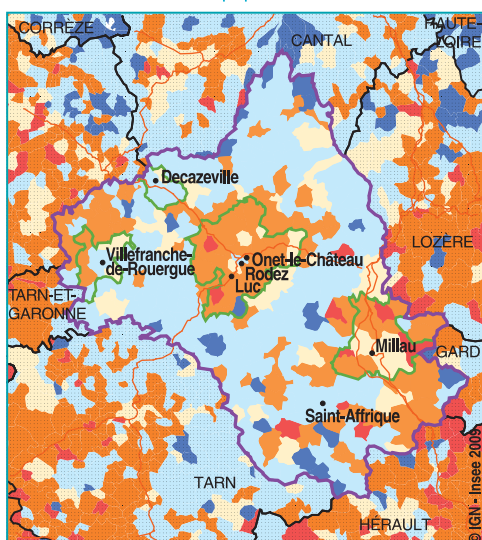 CORRÈZE
CANTAL
HAUTE-
LOIRE
Decazeville
Villefranche-
de-Rouergue
Onet-le-Château
Rodez
Luc
LOZÈRE
TARN-ET-
GARONNE
Millau
GARD
Saint-Affrique
TARN
HÉRAULT
© IGN - Insee 2009